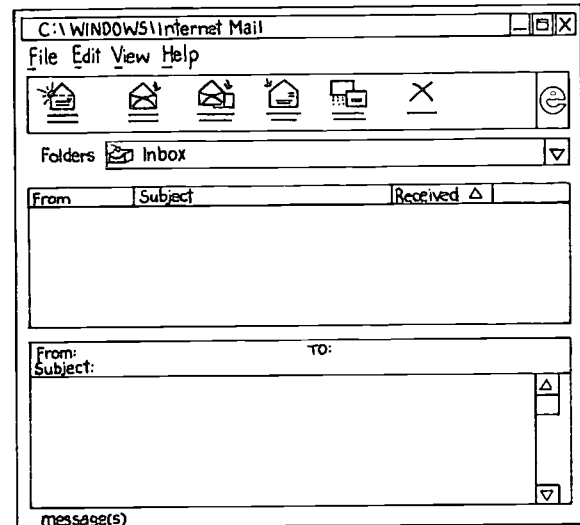 C:\WINDOWS\Internet Mail
File Edit View Help
Folders Inbox
From Subject Received
From: TO:
Subject:
message(s)